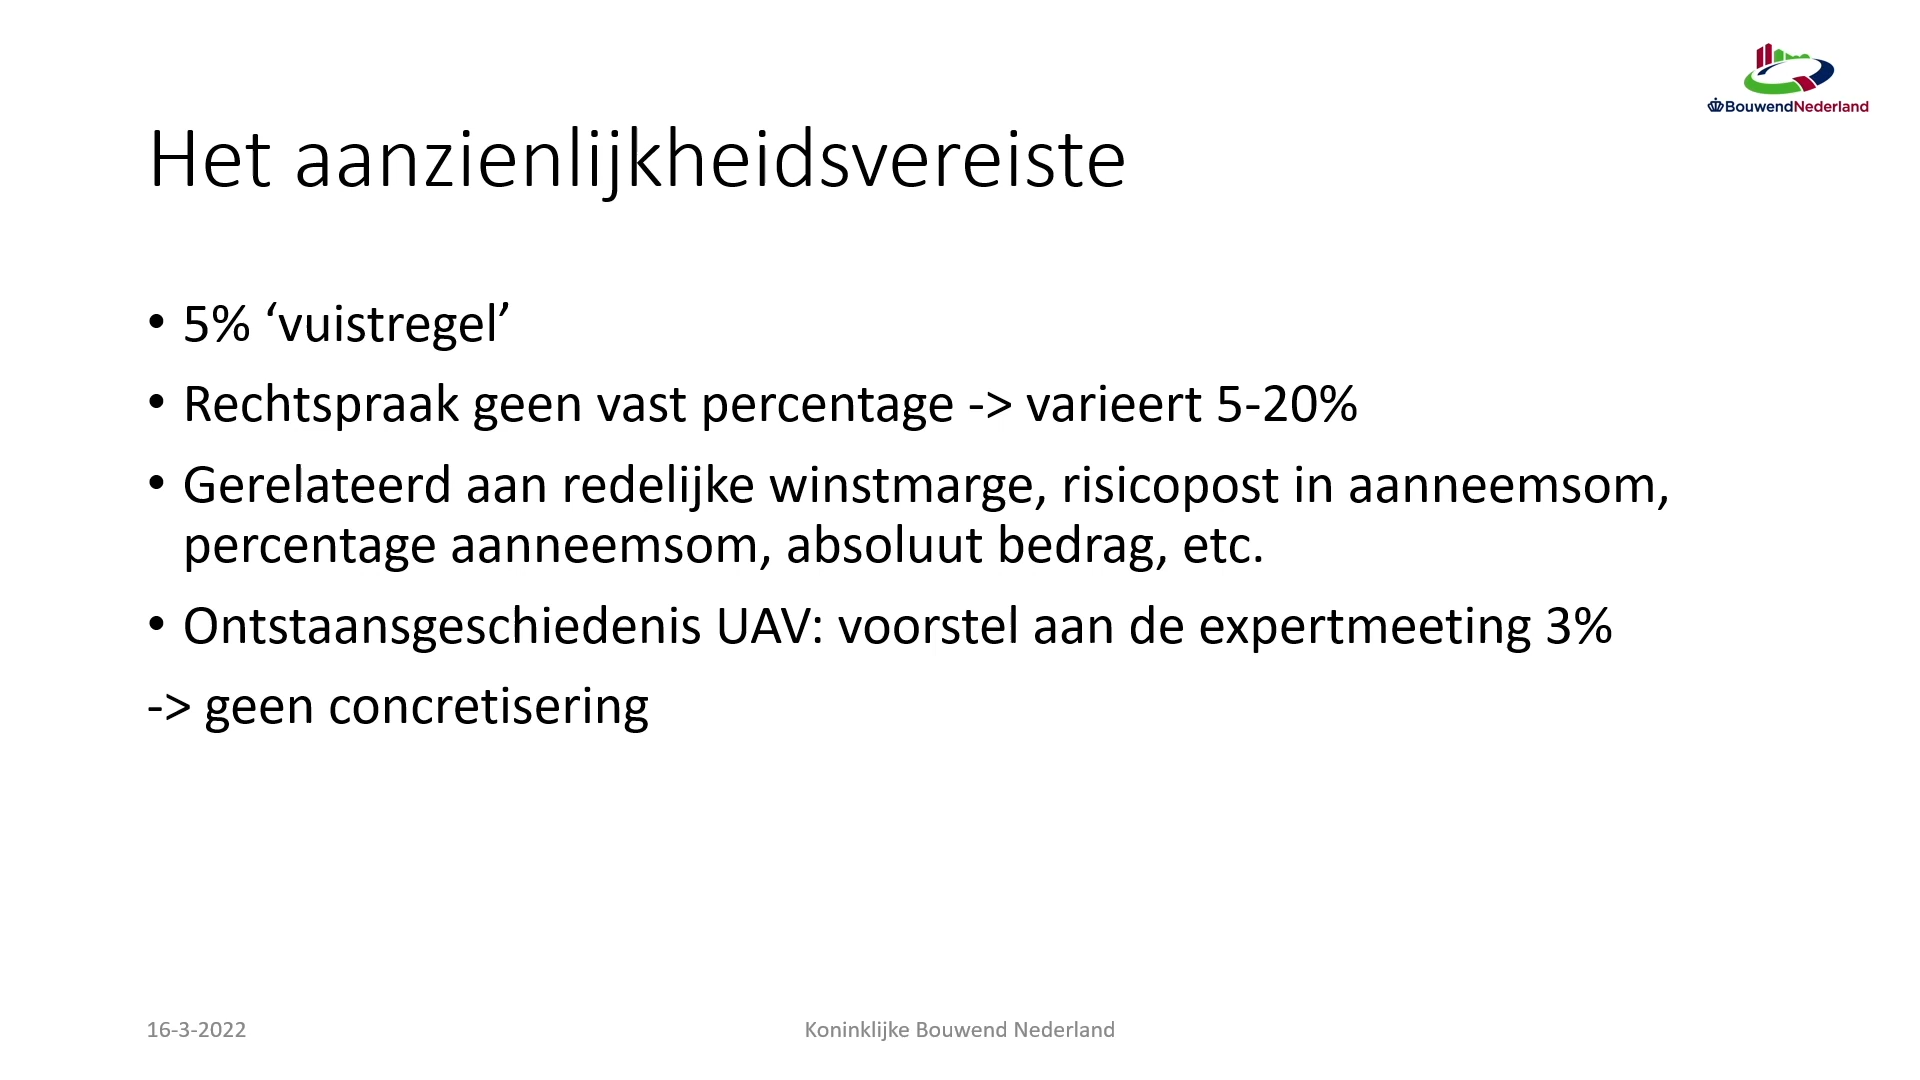 BouwendNederland
Het aanzienlijkheidsvereiste
• 5% ‘vuistregel’
• Rechtspraak geen vast percentage -> varieert 5-20%
• Gerelateerd aan redelijke winstmarge, risicopost in aanneemsom,
percentage aanneemsom, absoluut bedrag, etc.
• Ontstaansgeschiedenis UAV: voorstel aan de expertmeeting 3%
-> geen concretisering
16-3-2022
Koninklijke Bouwend Nederland